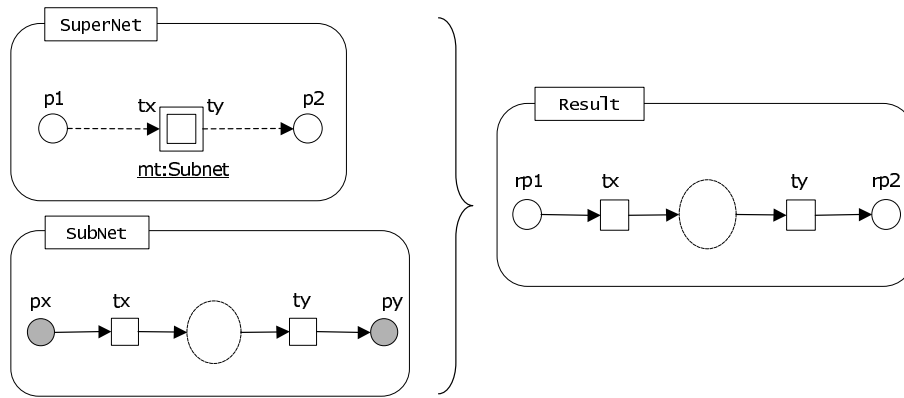 SuperNet
p1
tx
ty
p2
mt:Subnet
SubNet
px
tx
ty
py
Result
rp1
tx
ty
rp2